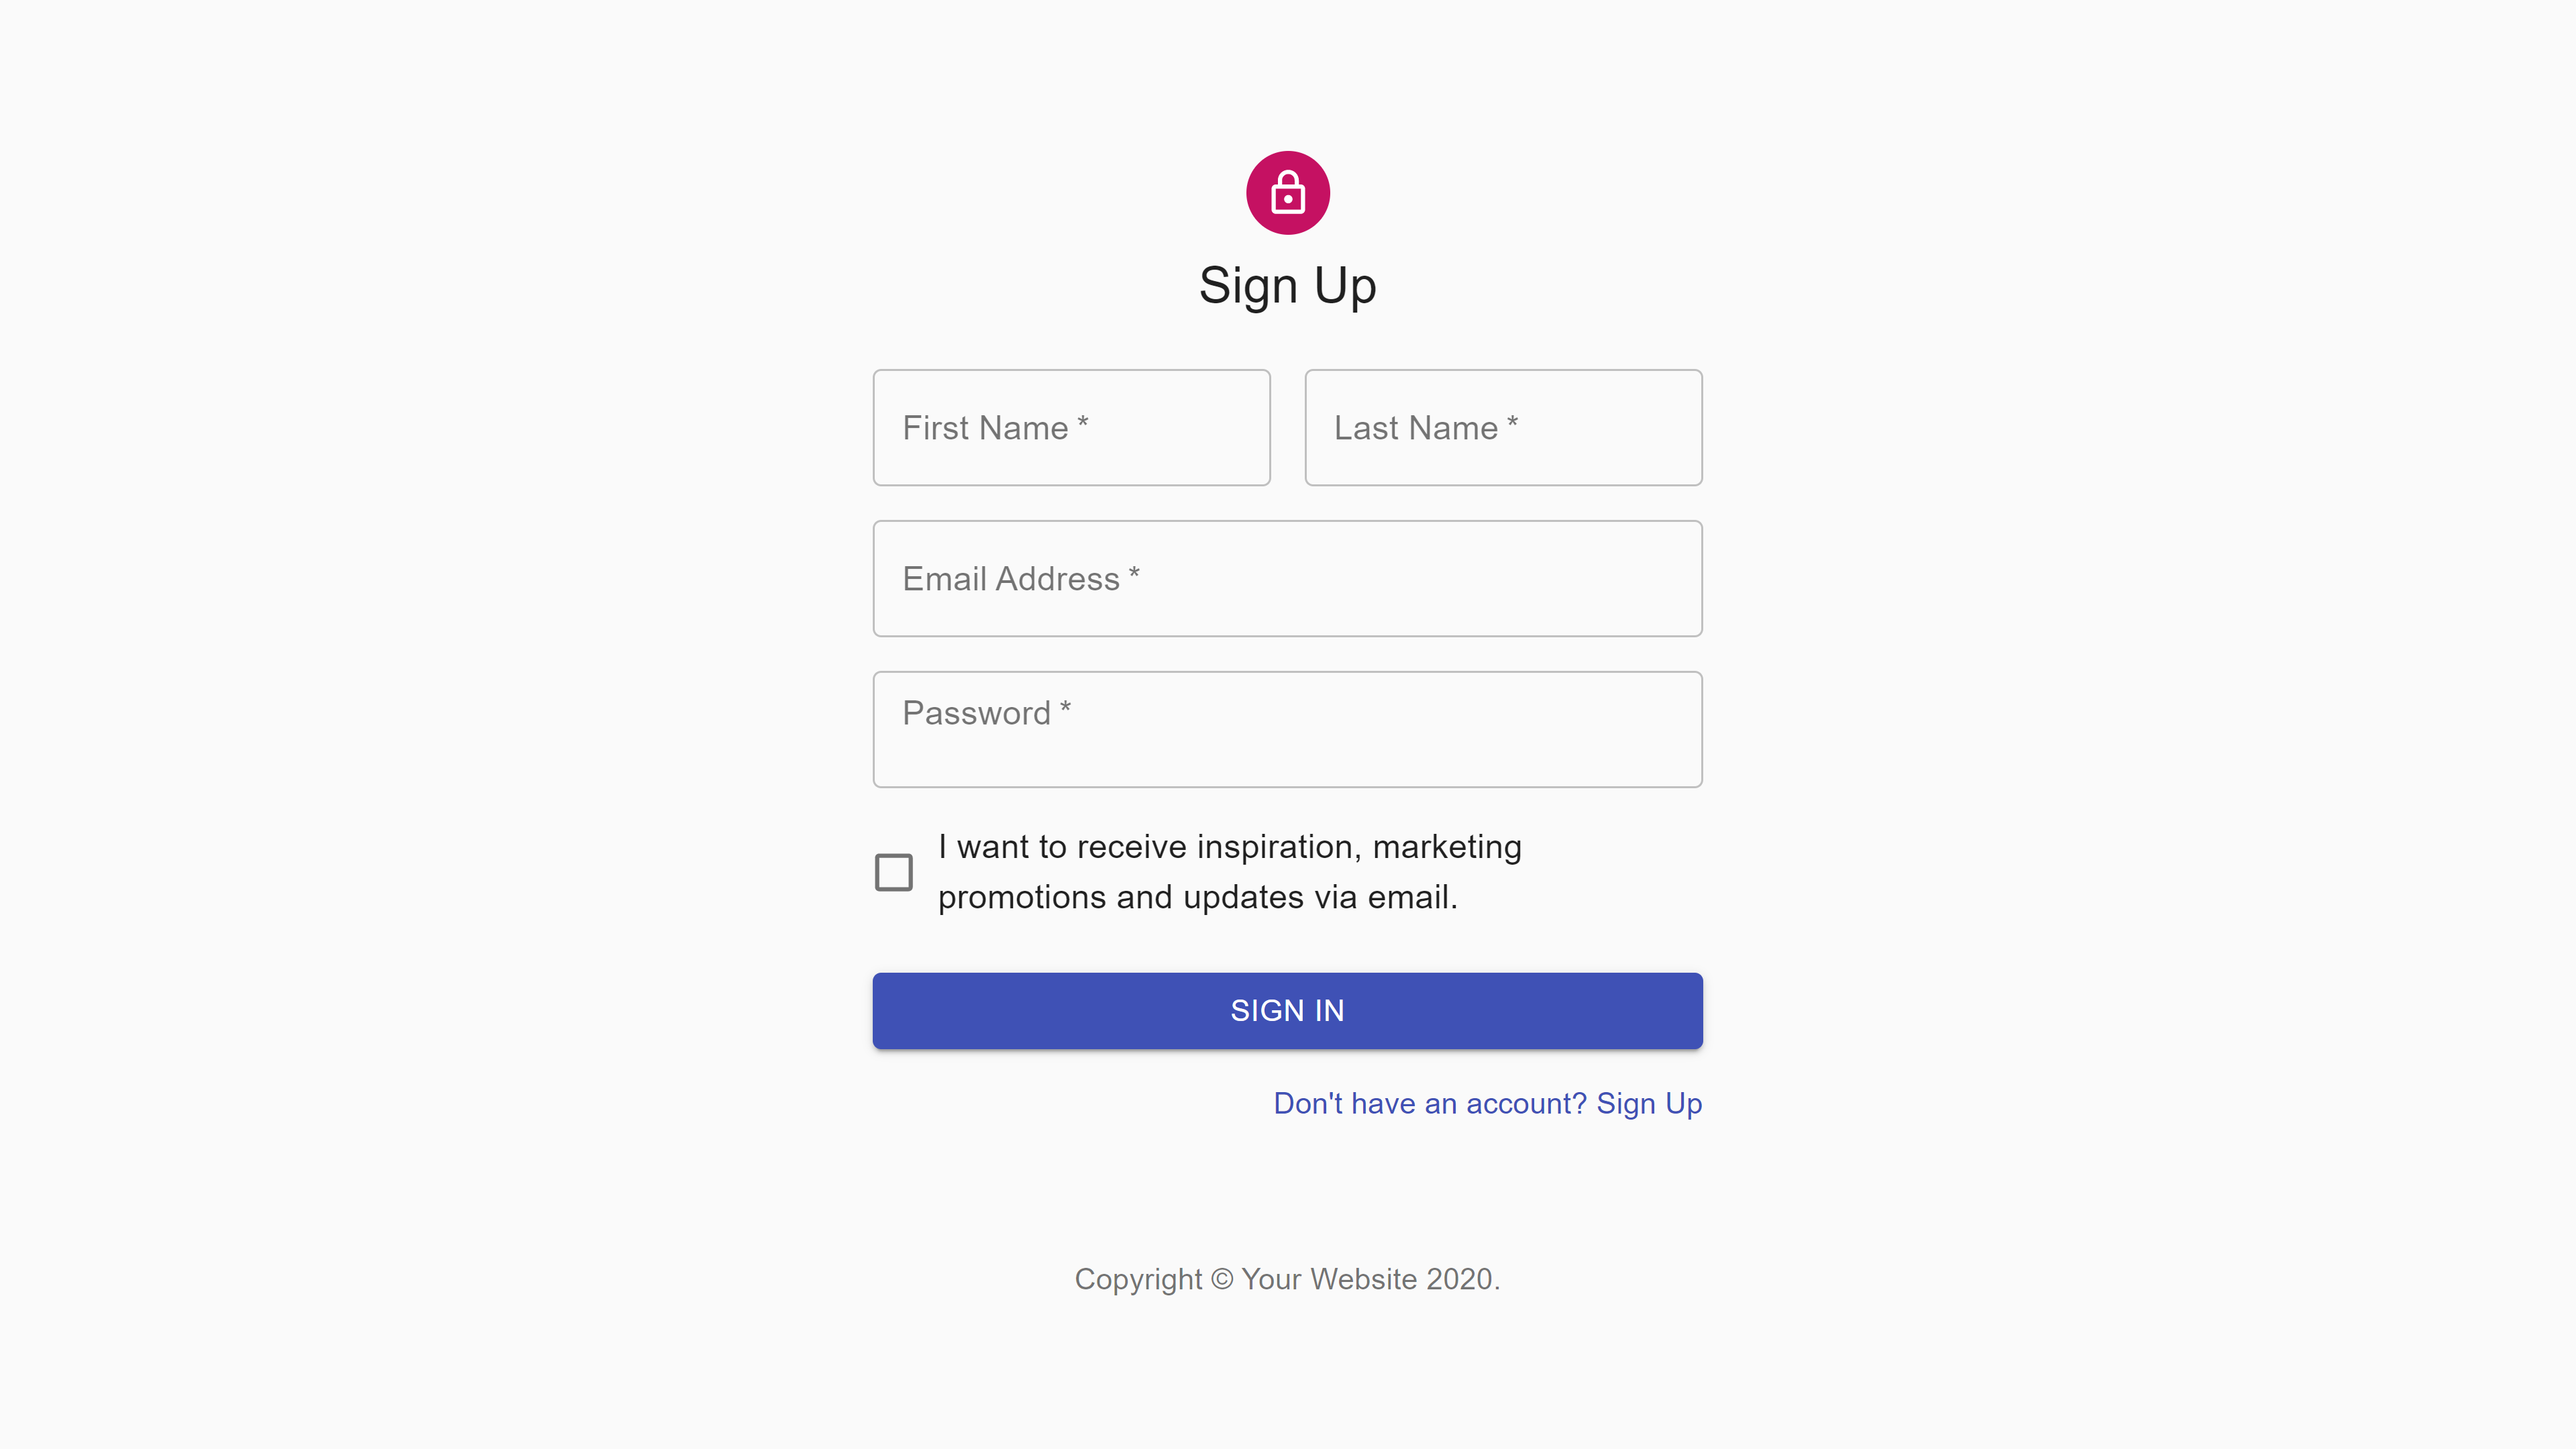 Sign Up
First Name *
Last Name *
Email Address *
Password *
I want to receive inspiration, marketing
promotions and updates via email.
SIGN IN
Don't have an account? Sign Up
Copyright © Your Website 2020.